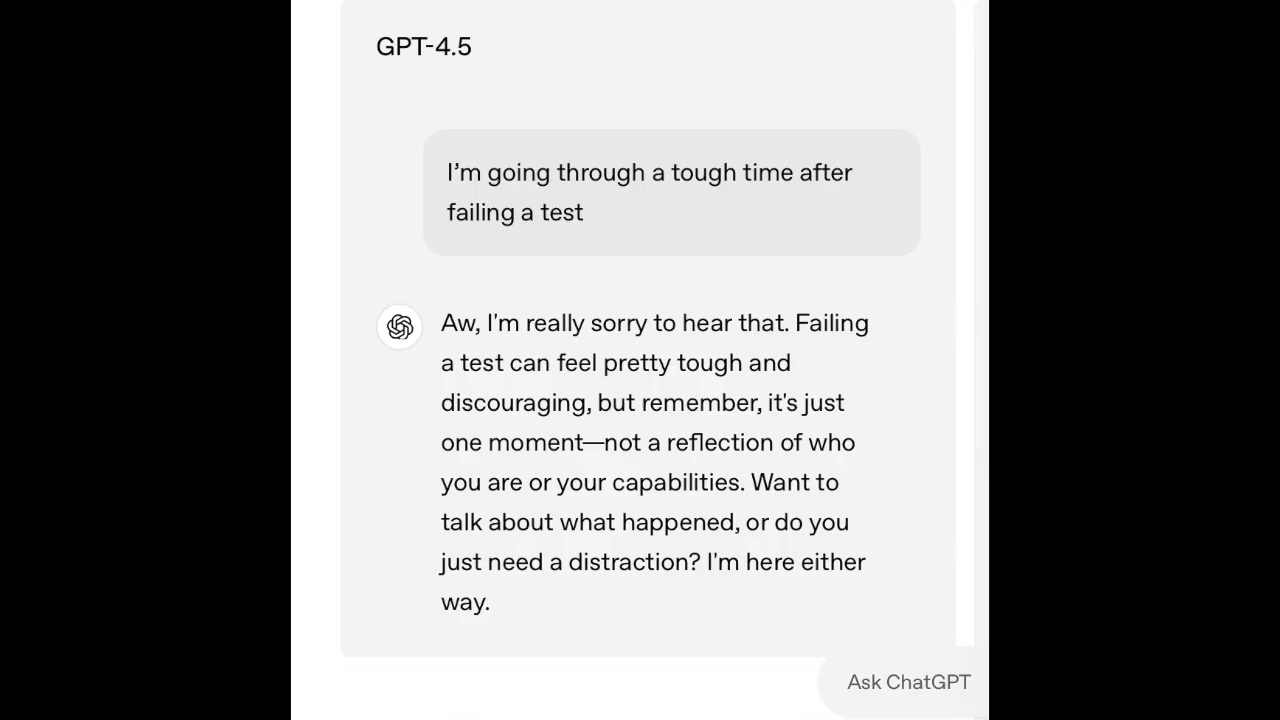 GPT-4.5
I’m going through a tough time after
failing a test
Aw, I'm really sorry to hear that. Failing
a test can feel pretty tough and
discouraging, but remember, it's just
one moment—not a reflection of who
you are or your capabilities. Want to
talk about what happened, or do you
just need a distraction? I'm here either
way.
Ask ChatGPT